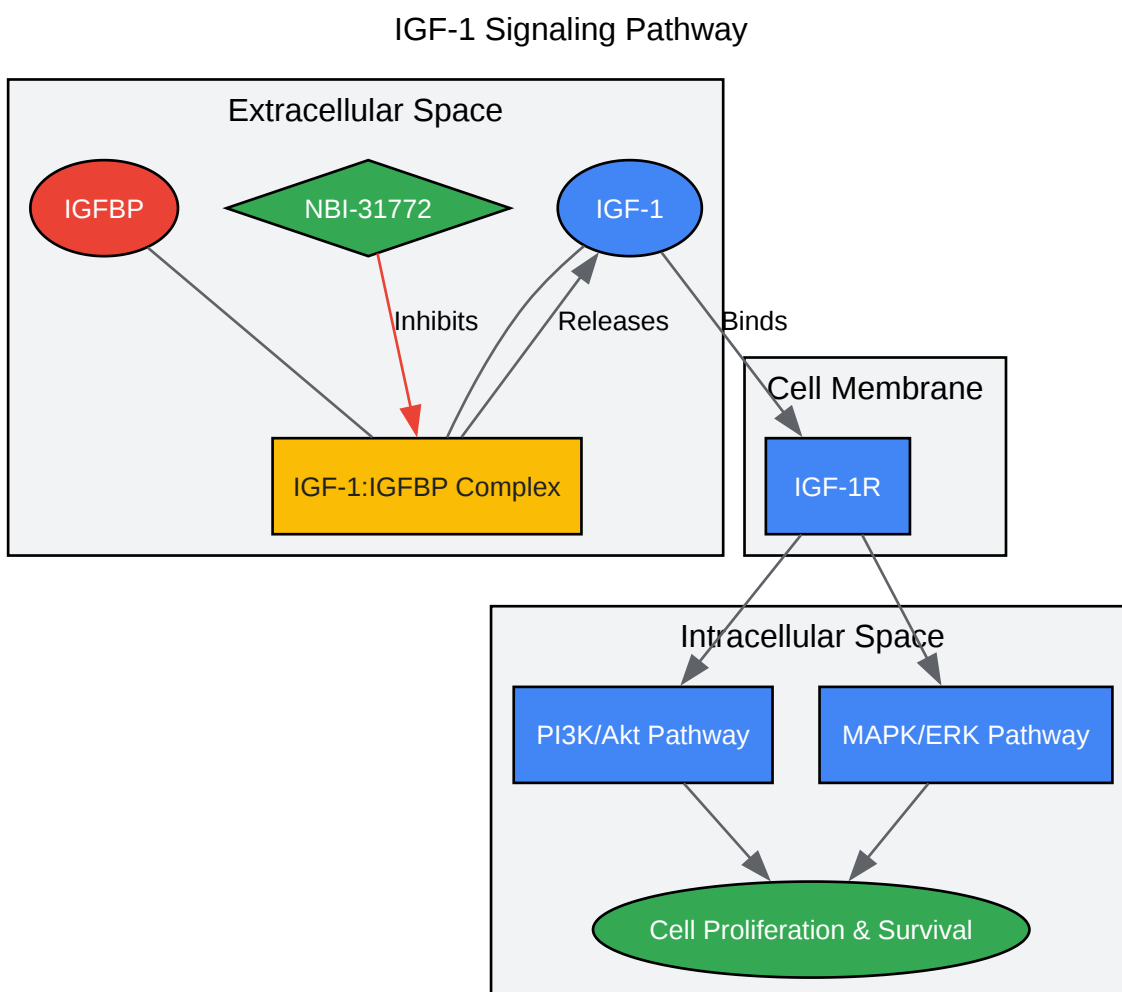 IGF-1 Signaling Pathway
Extracellular Space
IGFBP
NBI-31772
IGF-1
Inhibits
Releases
Binds
Cell Membrane
IGF-1:IGFBP Complex
IGF-1R
Intracellular Space
PI3K/Akt Pathway
MAPK/ERK Pathway
Cell Proliferation & Survival